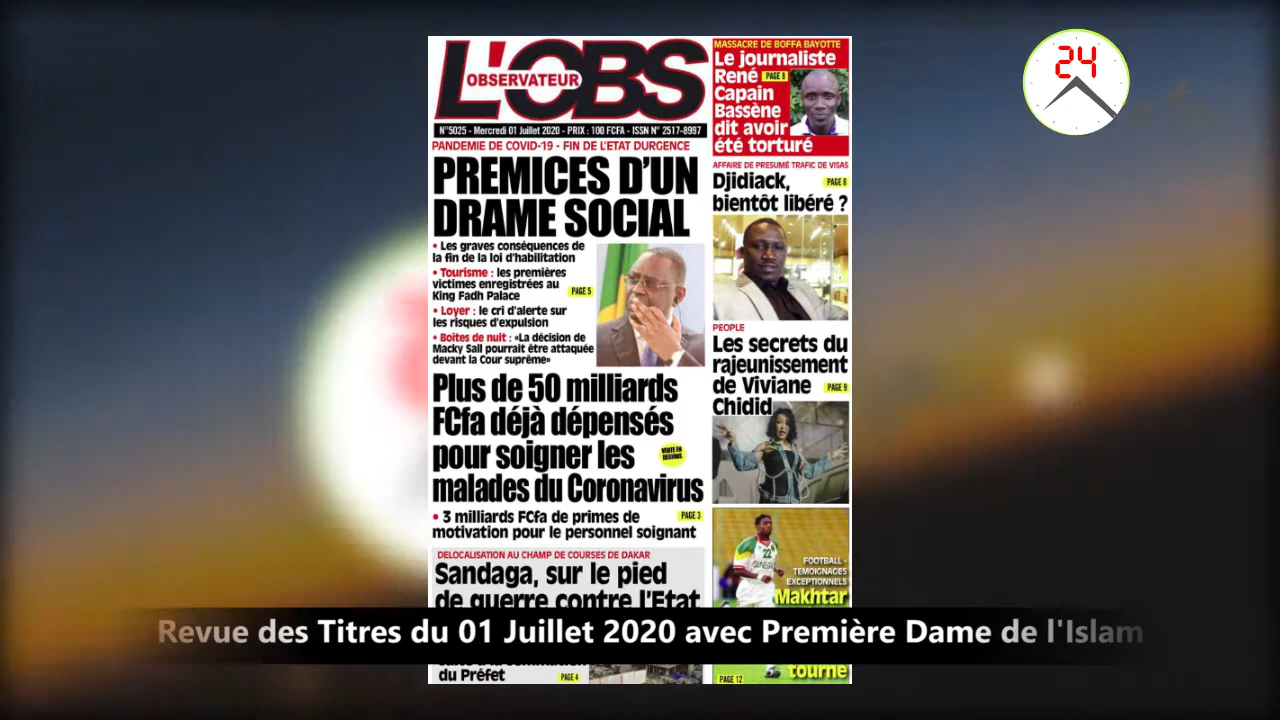 L'OBS
OBSERVATEUR
N°5025 - Mercredi 01 Juillet 2020 - PRIX : 100 FCFA - ISSN N° 2517-8997
PANDEMIE DE COVID-19 - FIN DE L'ETAT DURGENCE
PREMICES D'UN
DRAME SOCIAL
• Les graves conséquences de
la fin de la loi d'habilitation
• Tourisme : les premières
victimes enregistrées au
King Fadh Palace
PAGE 5
• Loyer : le cri d'alerte sur
les risques d'expulsion
• Boîtes de nuit : «La décision de
Macky Sall pourrait être attaquée
devant la Cour suprême»
Plus de 50 milliards
FCfa déjà dépensés
pour soigner les
malades du Coronavirus
VENTE EN
REGIONS
• 3 milliards FCfa de primes de
motivation pour le personnel soignant
PAGE 3
DELOCALISATION AU CHAMP DE COURSES DE DAKAR
Sandaga, sur le pied
de guerre contre l'Etat
du Préfet
PAGE 4
MASSACRE DE BOFFA BAYOTTE
Le journaliste
René PAGE 8
Capain
Bassène
dit avoir
été torturé
AFFAIRE DE PRESUMÉ TRAFIC DE VISAS
Djidiack, PAGE 8
bientôt libéré ?
PEOPLE
Les secrets du
rajeunissement
de Viviane PAGE 9
Chidid
FOOTBALL -
TEMOIGNAGES
EXCEPTIONNELS
Makhtar
tourne
PAGE 12
24
Revue des Titres du 01 Juillet 2020 avec Première Dame de l'Islam